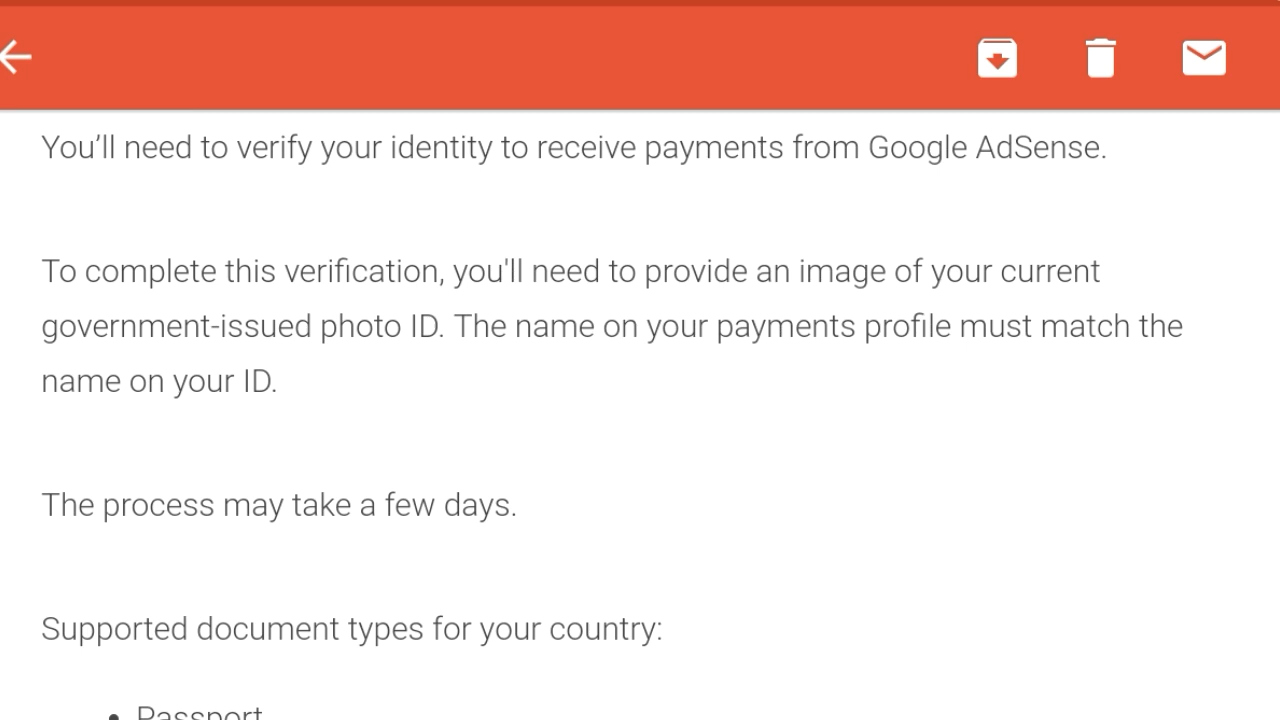 You’ll need to verify your identity to receive payments from Google AdSense.
To complete this verification, you'll need to provide an image of your current
government-issued photo ID. The name on your payments profile must match the
name on your ID.
The process may take a few days.
Supported document types for your country:
• Passport